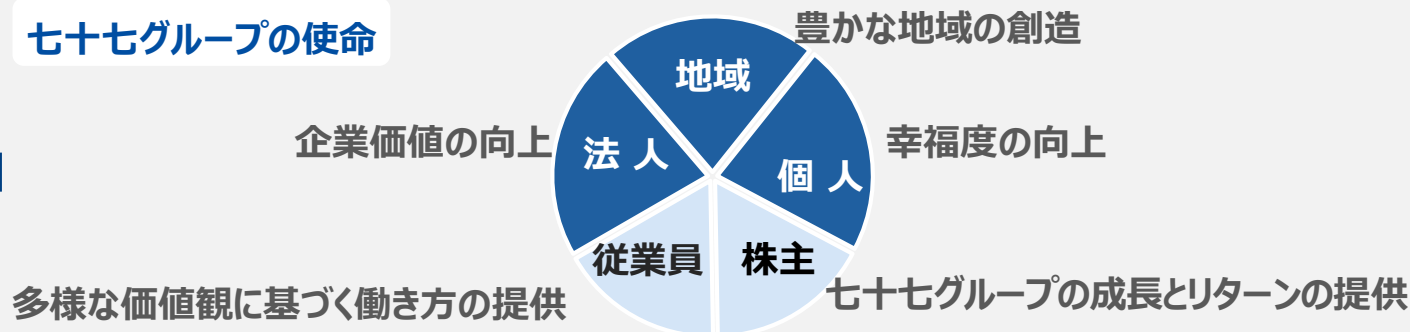 七十七グループの使命
豊かな地域の創造
地域
企業価値の向上
法 人
個 人
幸福度の向上
従業員
株主
多様な価値観に基づく働き方の提供
七十七グループの成長とリターンの提供